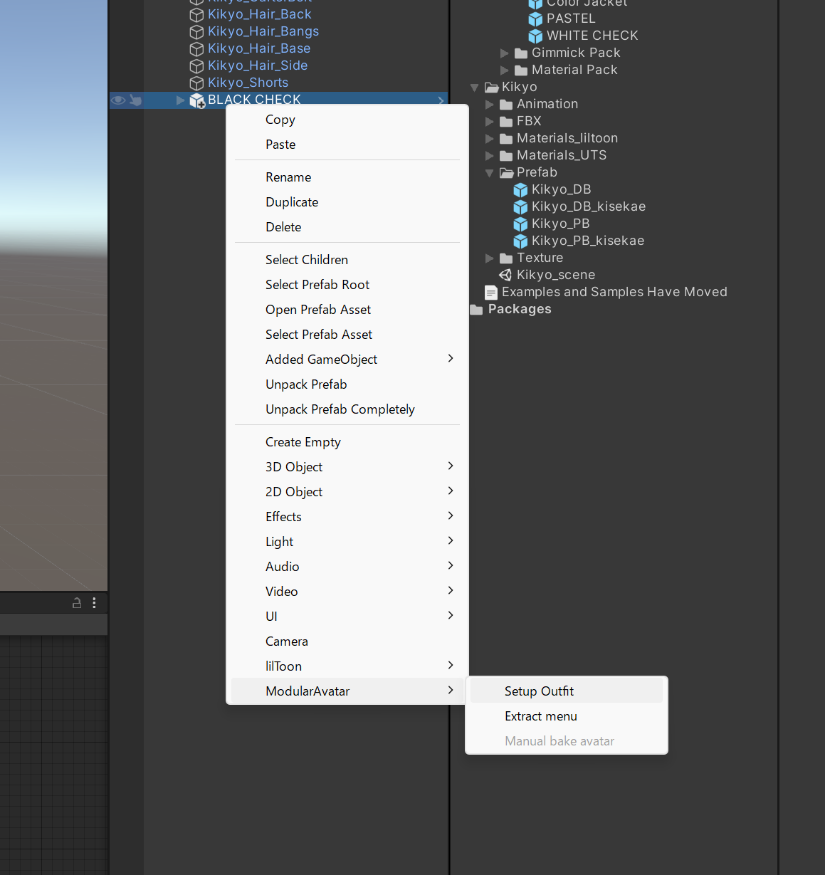 Kikyo_Hair_Back
Kikyo_Hair_Bangs
Kikyo_Hair_Base
Kikyo_Hair_Side
Kikyo_Shorts
BLACK CHECK
Copy
Paste
Rename
Duplicate
Delete
Select Children
Select Prefab Root
Open Prefab Asset
Select Prefab Asset
Added GameObject
Unpack Prefab
Unpack Prefab Completely
Create Empty
3D Object
2D Object
Effects
Light
Audio
Video
UI
Camera
lilToon
ModularAvatar
Setup Outfit
Extract menu
Manual bake avatar
Color Jacket
PASTEL
WHITE CHECK
Gimmick Pack
Material Pack
Kikyo
Animation
FBX
Materials_liltoon
Materials_UTS
Prefab
Kikyo_DB
Kikyo_DB_kisekae
Kikyo_PB
Kikyo_PB_kisekae
Texture
Kikyo_scene
Examples and Samples Have Moved
Packages